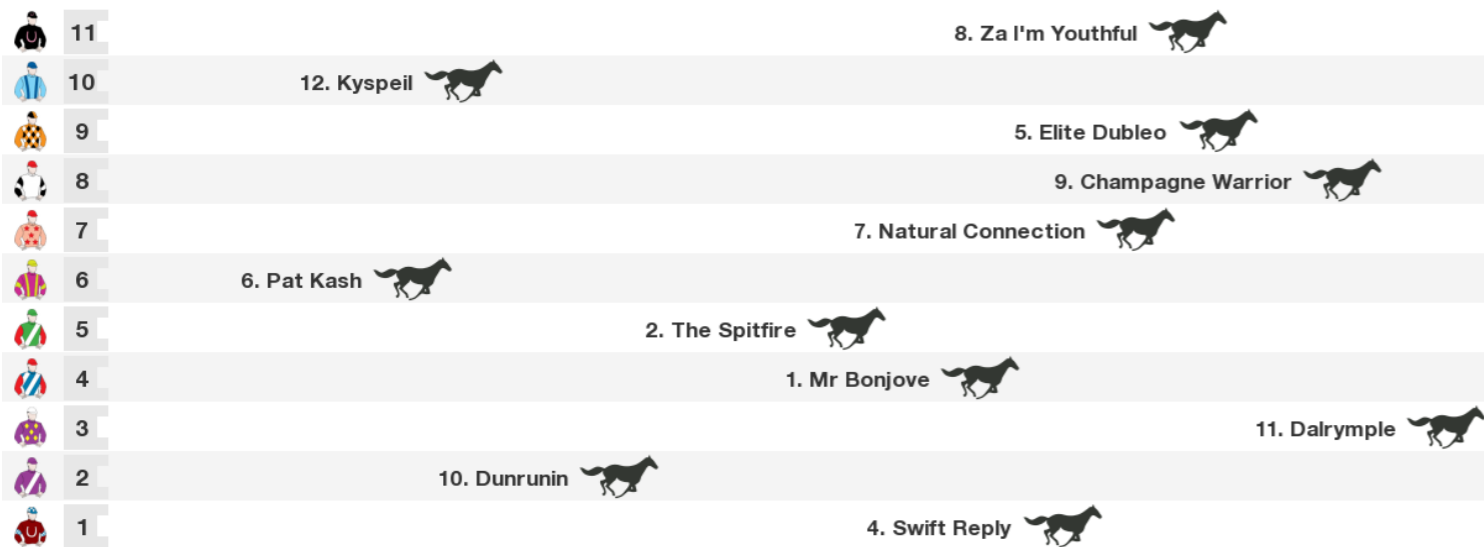 11 8. Za I'm Youthful
10 12. Kyspeil
9 5. Elite Dubleo
8 9. Champagne Warrior
7 7. Natural Connection
6 6. Pat Kash
5 2. The Spitfire
4 1. Mr Bonjove
3 11. Dalrymple
2 10. Dunrunin
1 4. Swift Reply